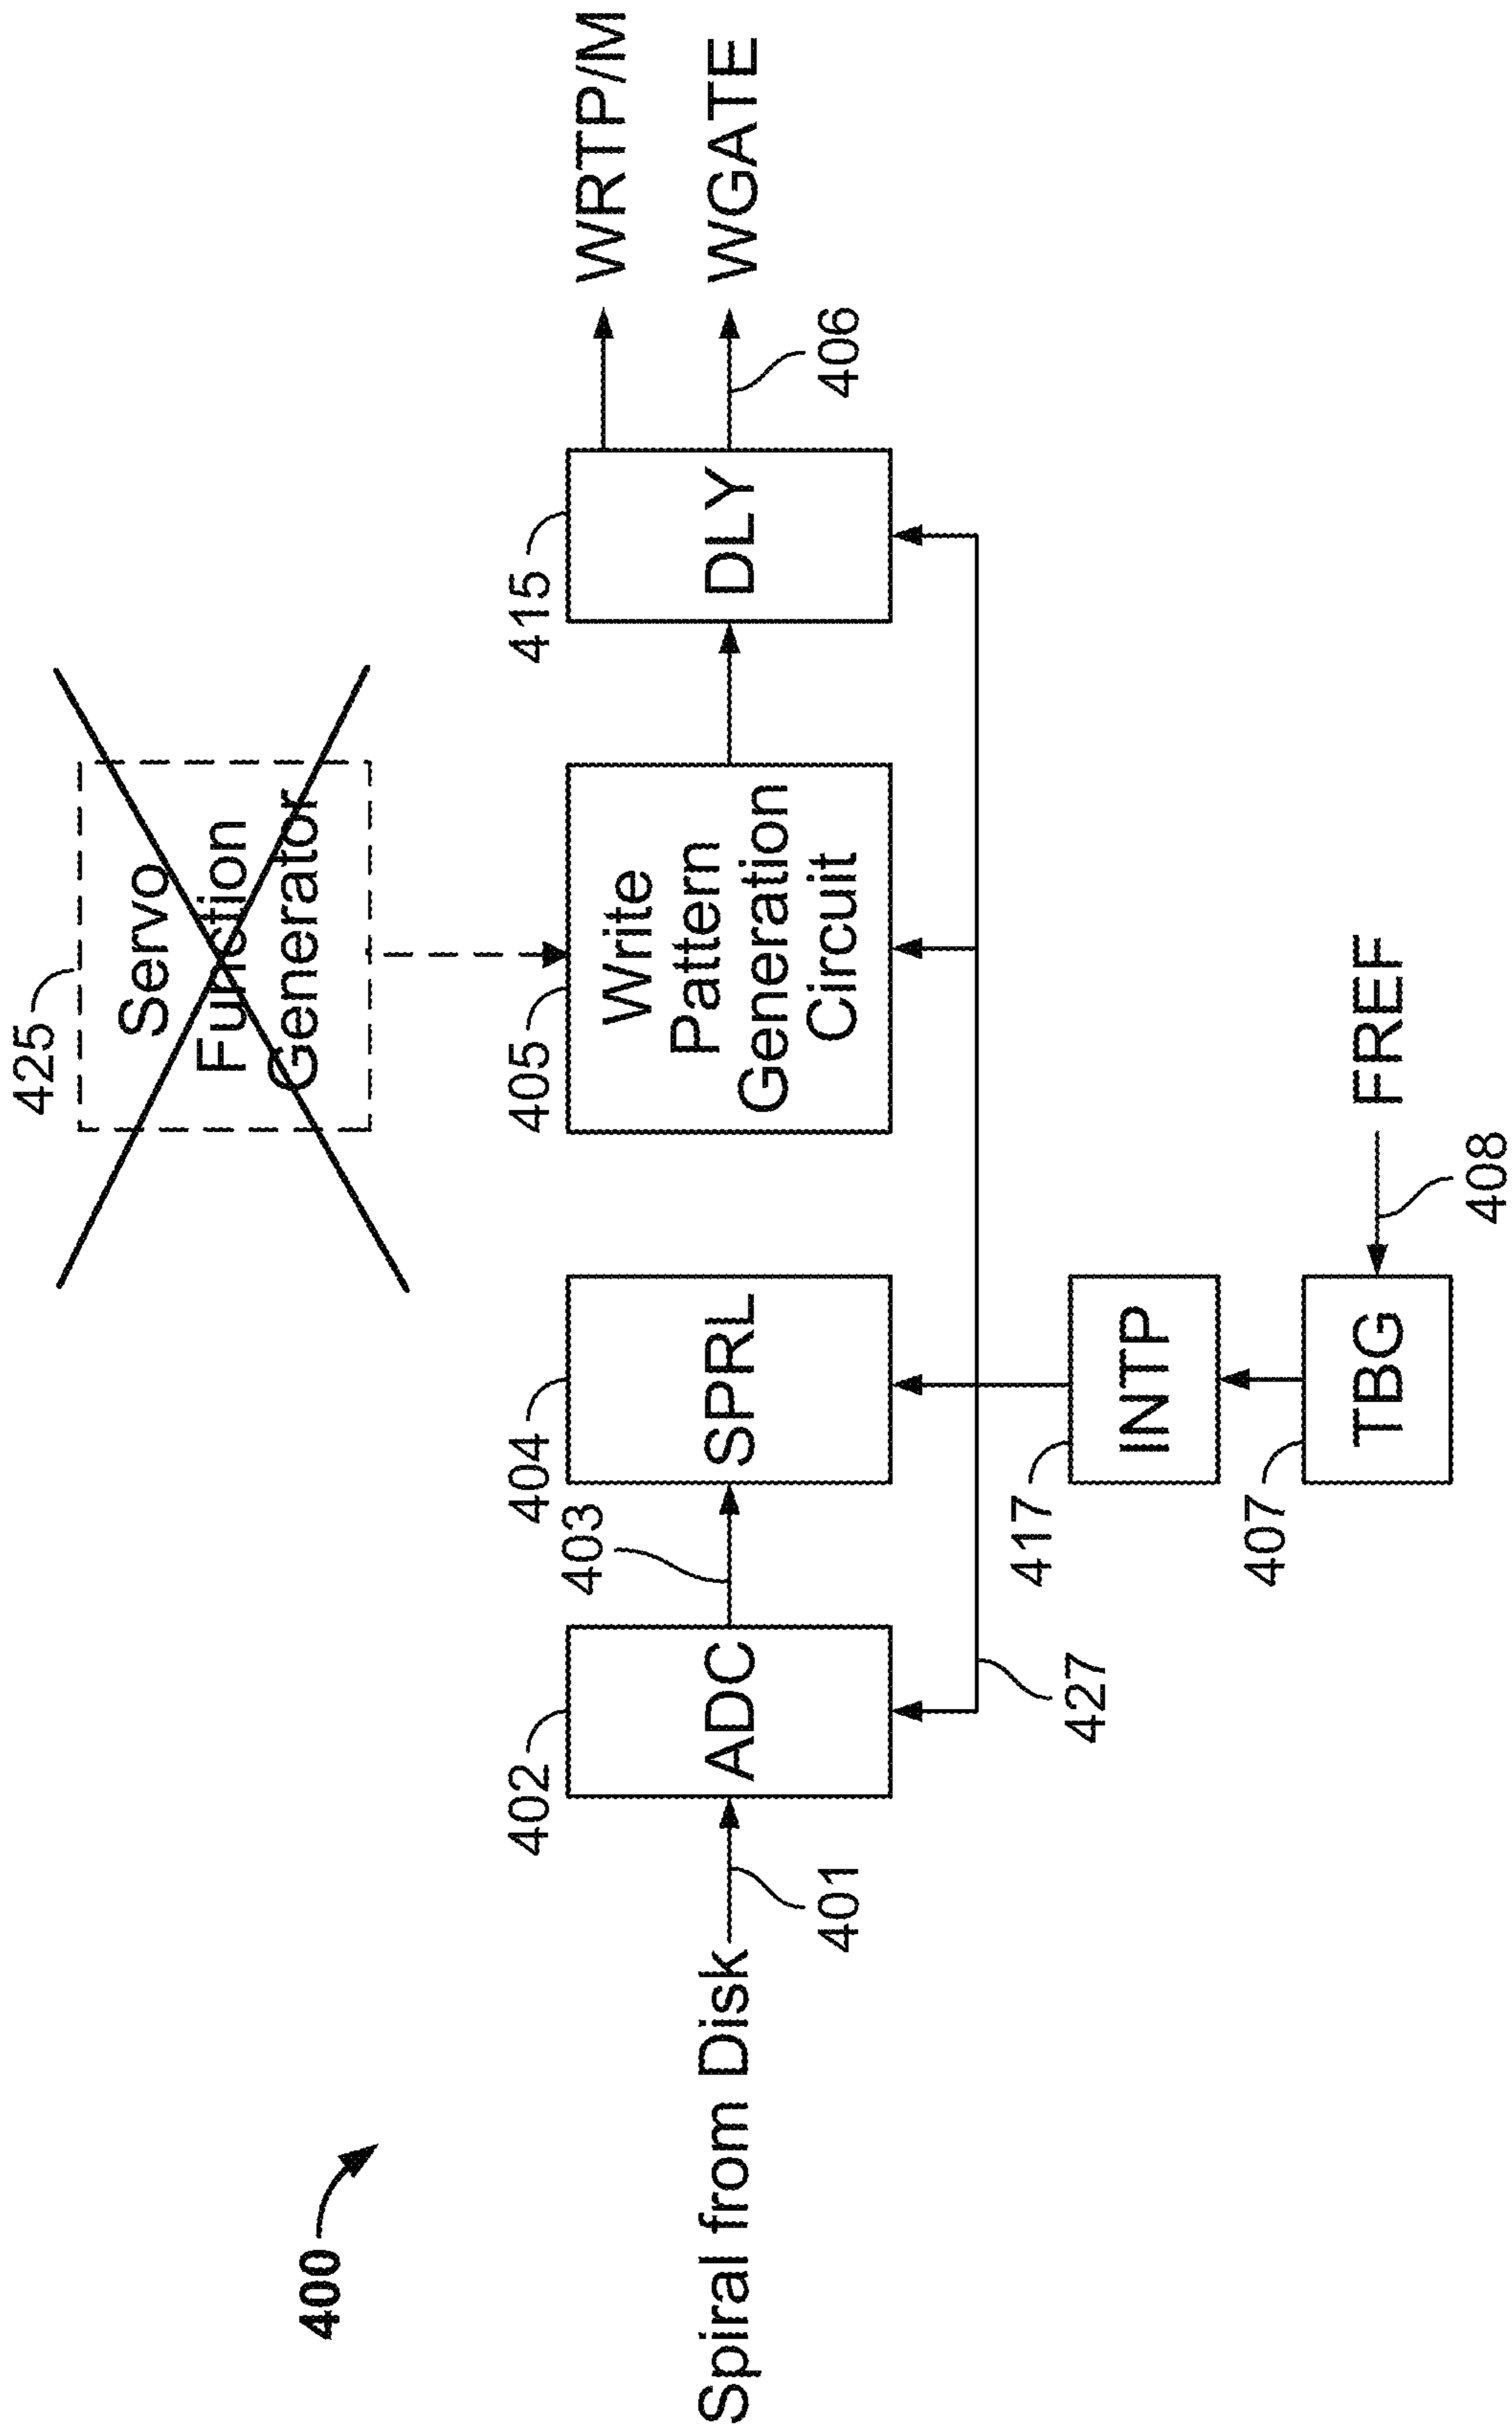 400
425
Servo
Function
Generator
402
ADC
403
404
SPRL
405
Write
Pattern
Generation
Circuit
415
DLY
WRTP/M
WGATE
406
Spiral from Disk
401
427
417
INTP
407
TBG
FREF
408